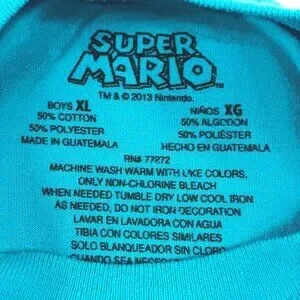 SUPER
MARIO
TM & © 2013 Nintendo.
BOYS XL
50% COTTON
50% POLYESTER
MADE IN GUATEMALA
NIÑOS XG
50% ALGODON
50% POLIÉSTER
HECHO EN GUATEMALA
RN# 77272
MACHINE WASH WARM WITH LIKE COLORS,
ONLY NON-CHLORINE BLEACH
WHEN NEEDED TUMBLE DRY LOW COOL IRON
AS NEEDED, DO NOT IRON DECORATION
LAVAR EN LAVADORA CON AGUA
TIBIA CON COLORES SIMILARES
SOLO BLANQUEADOR SIN CLORO
CUANDO SEA